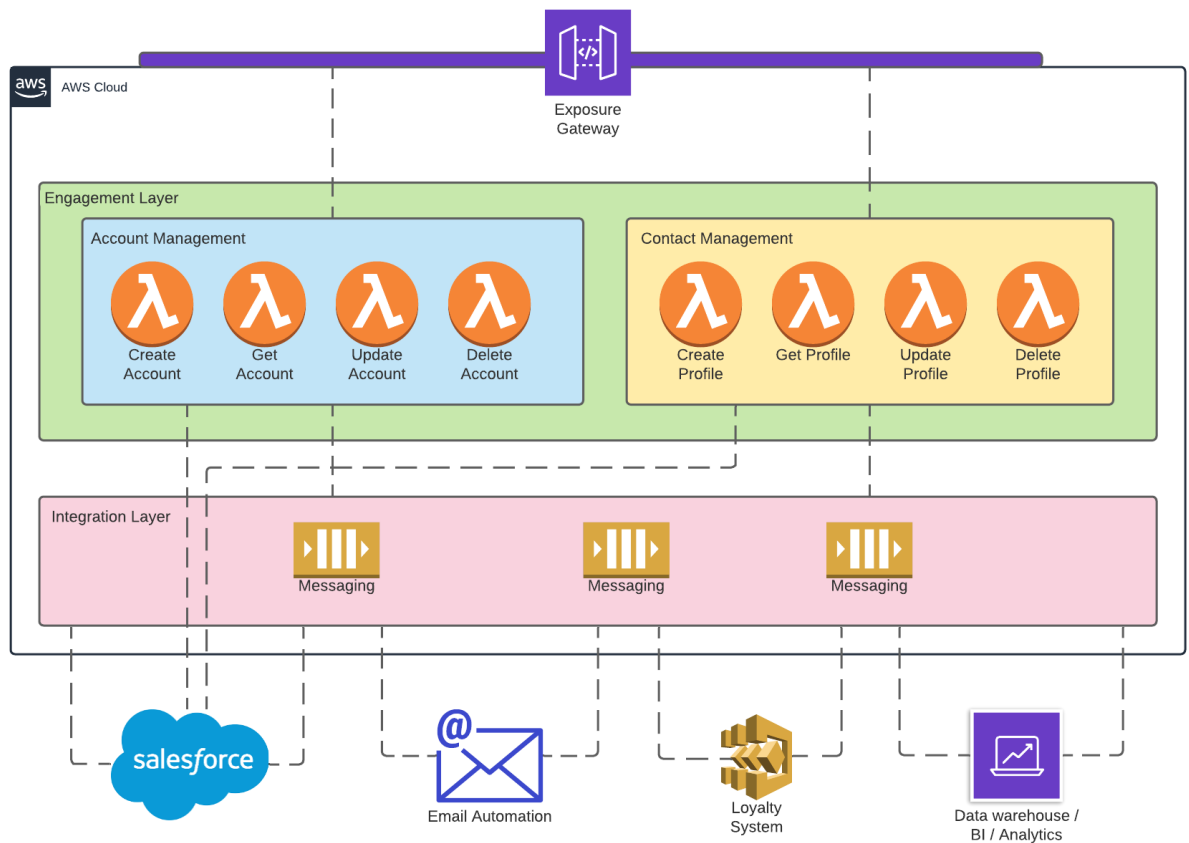 Exposure
Gateway
aws
AWS Cloud
Engagement Layer
Account Management
Create
Account
Get
Account
Update
Account
Delete
Account
Contact Management
Create
Profile
Get Profile
Update
Profile
Delete
Profile
Integration Layer
Messaging
Messaging
Messaging
salesforce
@
Email Automation
Loyalty
System
Data warehouse /
BI / Analytics